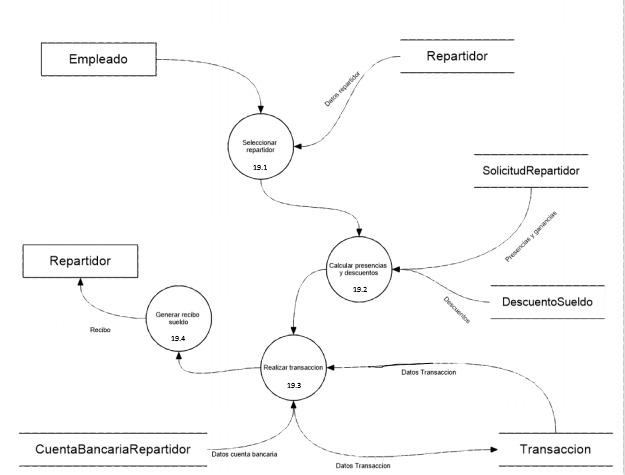 Empleado
Repartidor
Datos repartidor
Seleccionar
repartidor
19.1
SolicitudRepartidor
Presencias y ganancias
Repartidor
Calcular presencias
y descuentos
19.2
DescuentoSueldo
Descuentos
Generar recibo
sueldo
19.4
Recibo
Realizar transaccion
19.3
Datos Transaccion
CuentaBancariaRepartidor
Datos cuenta bancaria
Transaccion
Datos Transaccion